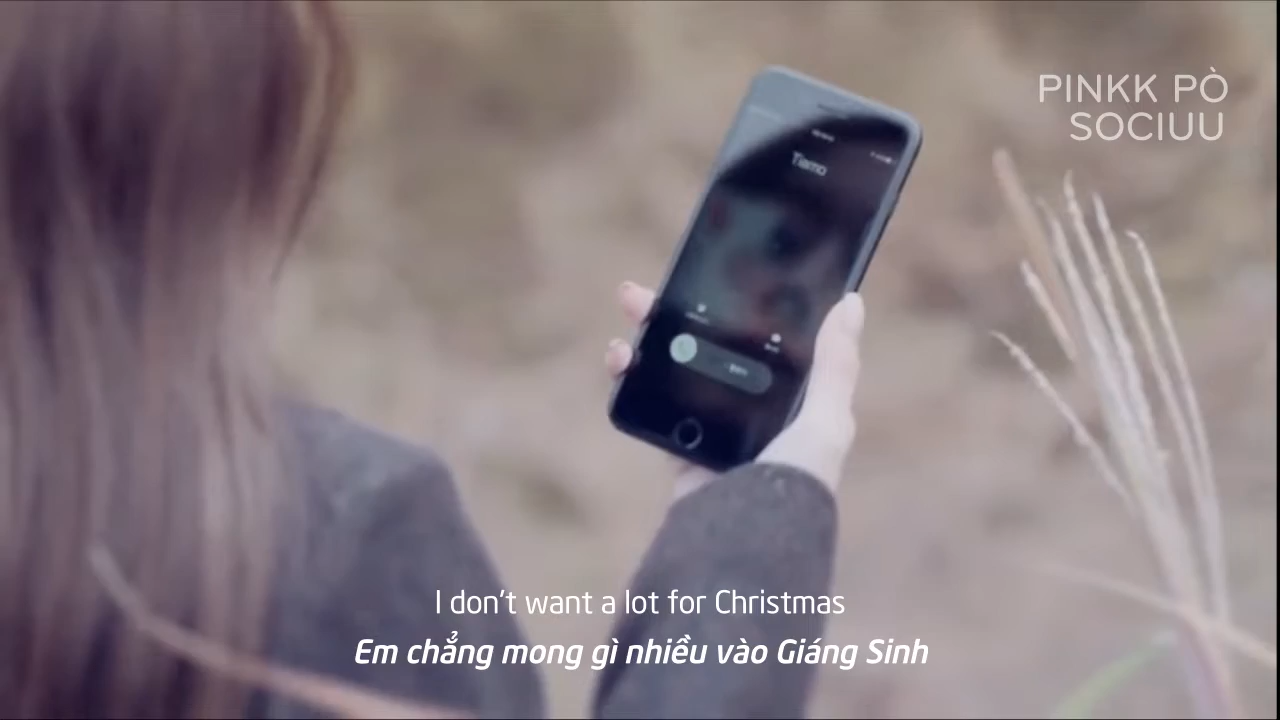 PINKK PÒ
SOCIUU
Tiamo
I don't want a lot for Christmas
Em chẳng mong gì nhiều vào Giáng Sinh